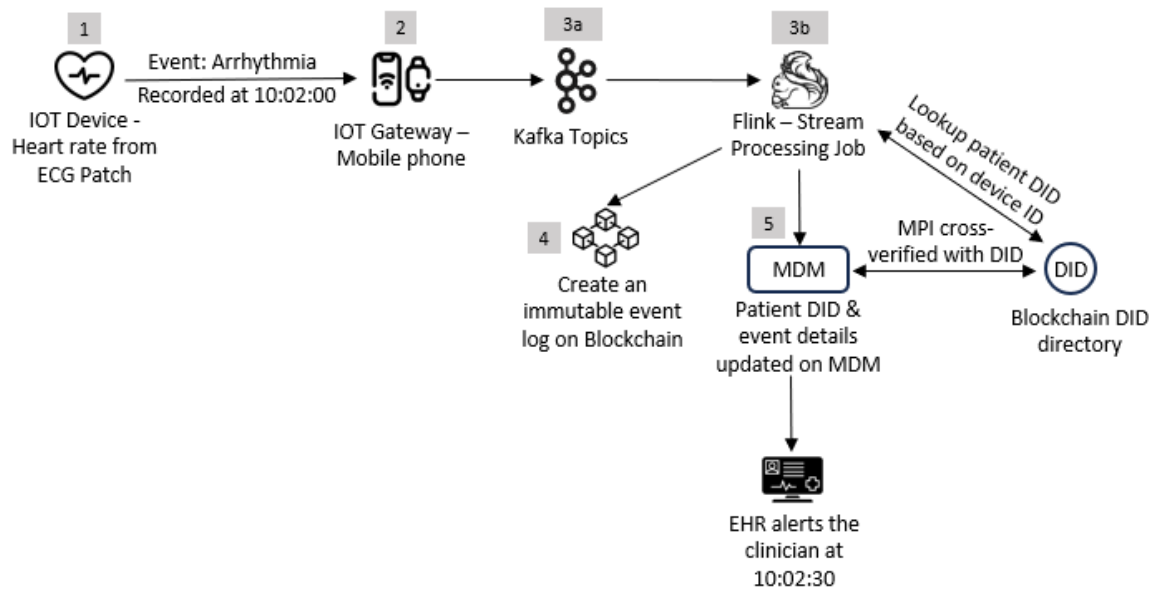 1
Event: Arrhythmia
Recorded at 10:02:00
IOT Device -
Heart rate from
ECG Patch
2
IOT Gateway –
Mobile phone
3a
Kafka Topics
3b
Flink – Stream
Processing Job
Lookup patient DID
based on device ID
4
Create an
immutable event
log on Blockchain
5
MDM
Patient DID &
event details
updated on MDM
MPI cross-
verified with DID
DID
Blockchain DID
directory
EHR alerts the
clinician at
10:02:30